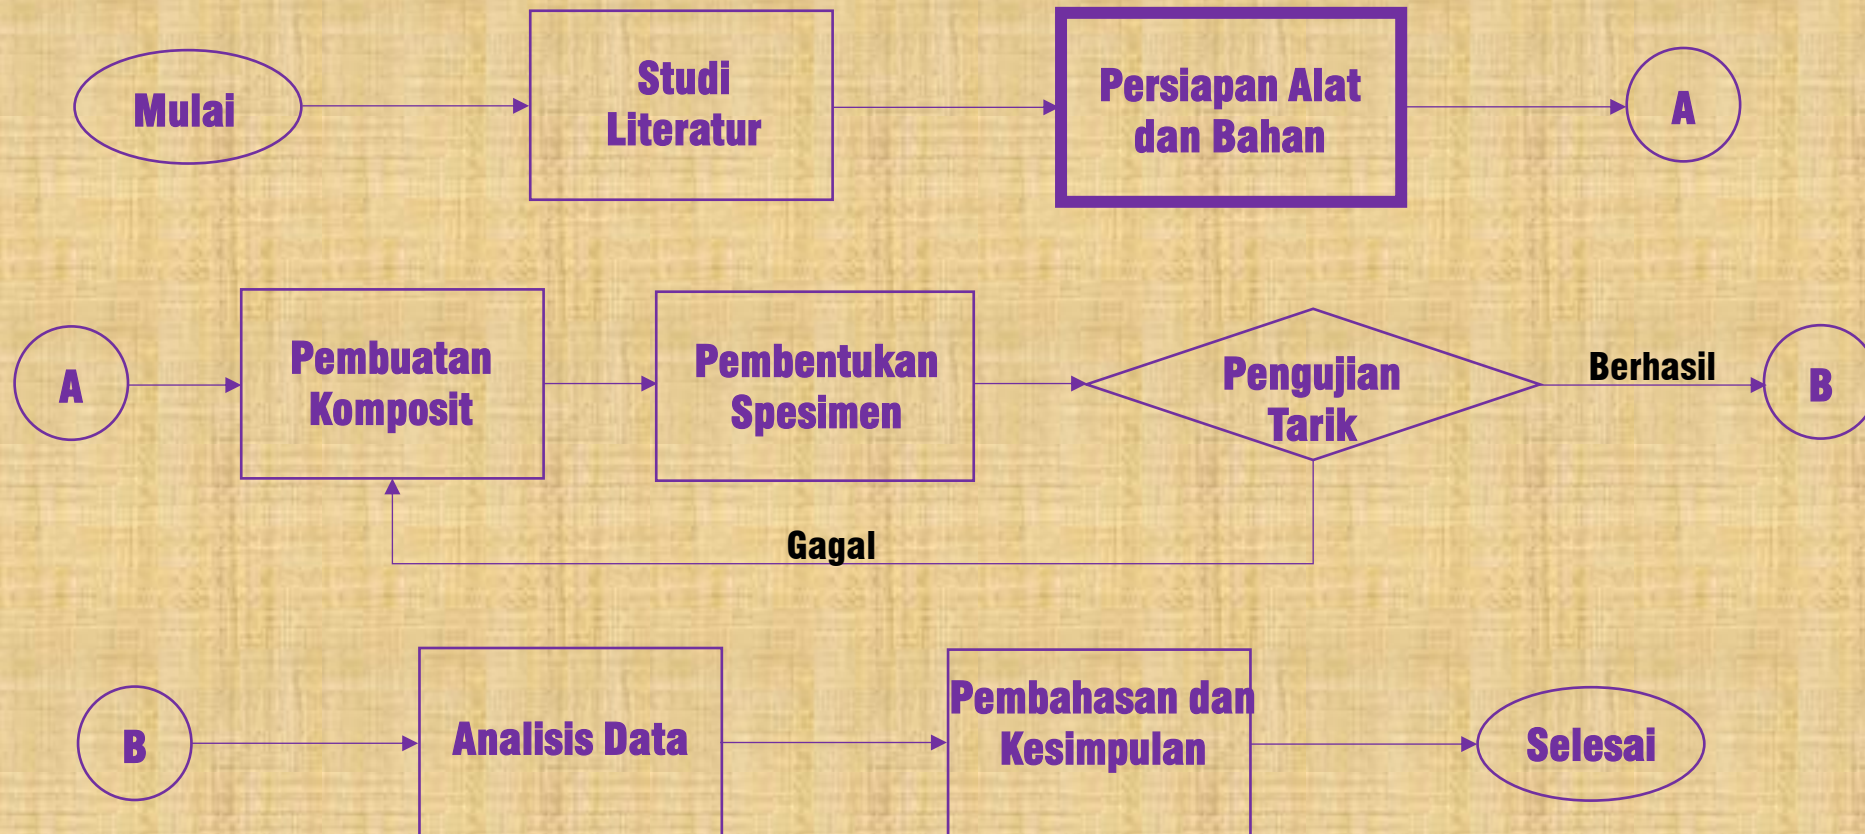 Mulai
Studi
Literatur
Persiapan Alat
dan Bahan
A
A
Pembuatan
Komposit
Pembentukan
Spesimen
Pengujian
Tarik
Berhasil
B
Gagal
B
Analisis Data
Pembahasan dan
Kesimpulan
Selesai